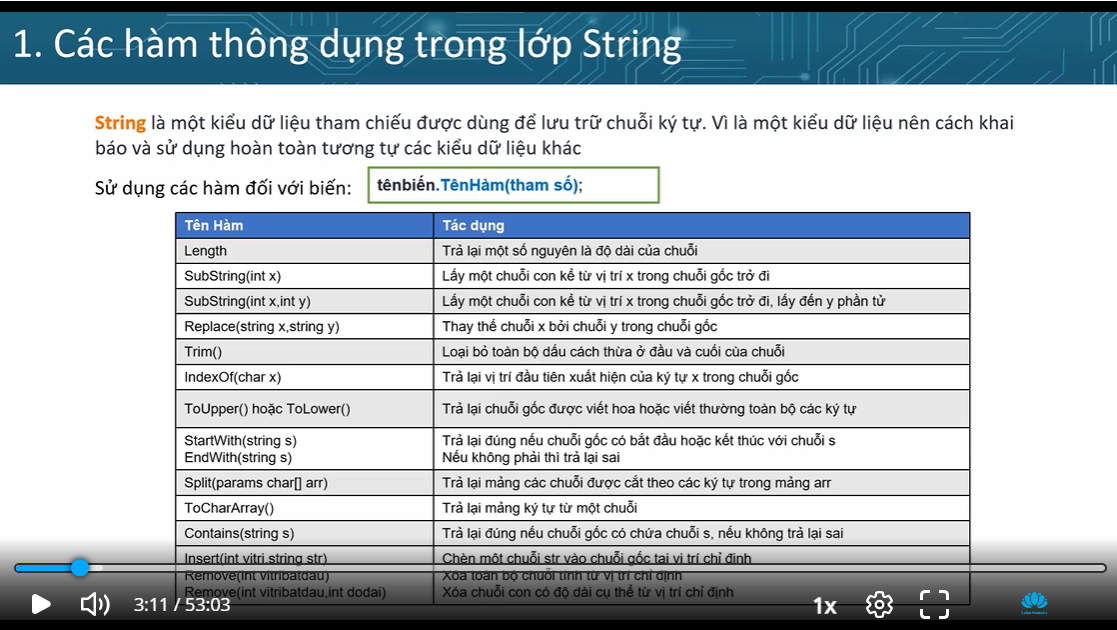 1. Các hàm thông dụng trong lớp String
String là một kiểu dữ liệu tham chiếu được dùng để lưu trữ chuỗi ký tự. Vì là một kiểu dữ liệu nên cách khai
báo và sử dụng hoàn toàn tương tự các kiểu dữ liệu khác
Sử dụng các hàm đối với biến: tênbiến.TênHàm(tham số);
Tên Hàm Tác dụng
Length Trả lại một số nguyên là độ dài của chuỗi
SubString(int x) Lấy một chuỗi con kể từ vị trí x trong chuỗi gốc trở đi
SubString(int x,int y) Lấy một chuỗi con kể từ vị trí x trong chuỗi gốc trở đi, lấy đến y phần tử
Replace(string x,string y) Thay thế chuỗi x bởi chuỗi y trong chuỗi gốc
Trim() Loại bỏ toàn bộ dấu cách thừa ở đầu và cuối của chuỗi
IndexOf(char x) Trả lại vị trí đầu tiên xuất hiện của ký tự x trong chuỗi gốc
ToUpper() hoặc ToLower() Trả lại chuỗi gốc được viết hoa hoặc viết thường toàn bộ các ký tự
StartWith(string s) Trả lại đúng nếu chuỗi gốc có bắt đầu hoặc kết thúc với chuỗi s
EndWith(string s) Nếu không phải thì trả lại sai
Split(params char[] arr) Trả lại mảng các chuỗi được cắt theo các ký tự trong mảng arr
ToCharArray() Trả lại mảng ký tự từ một chuỗi
Contains(string s) Trả lại đúng nếu chuỗi gốc có chứa chuỗi s, nếu không trả lại sai
Insert(int vitri,string str) Chèn một chuỗi str vào chuỗi gốc tại vị trí chỉ định
Remove(int vitribatdau) Xóa toàn bộ chuỗi tính từ vị trí chỉ định
Remove(int vitribatdau,int dodai) Xóa chuỗi con có độ dài cụ thể từ vị trí chỉ định
3:11 / 53:03 1x